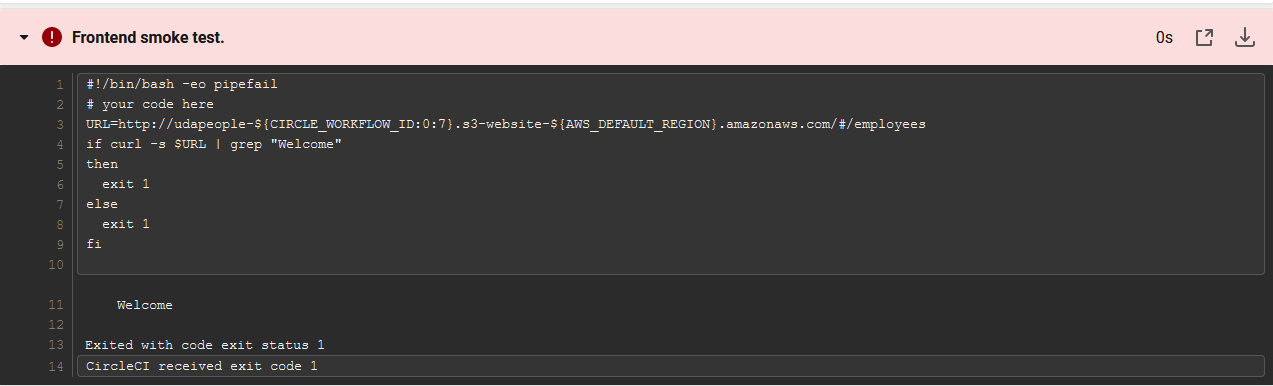 Frontend smoke test. 0s
1 #!/bin/bash -eo pipefail
2 # your code here
3 URL=http://udapeople-${CIRCLE_WORKFLOW_ID:0:7}.s3-website-${AWS_DEFAULT_REGION}.amazonaws.com/#/employees
4 if curl -s $URL | grep "Welcome"
5 then
6   exit 1
7 else
8   exit 1
9 fi
10
11     Welcome
12
13 Exited with code exit status 1
14 CircleCI received exit code 1